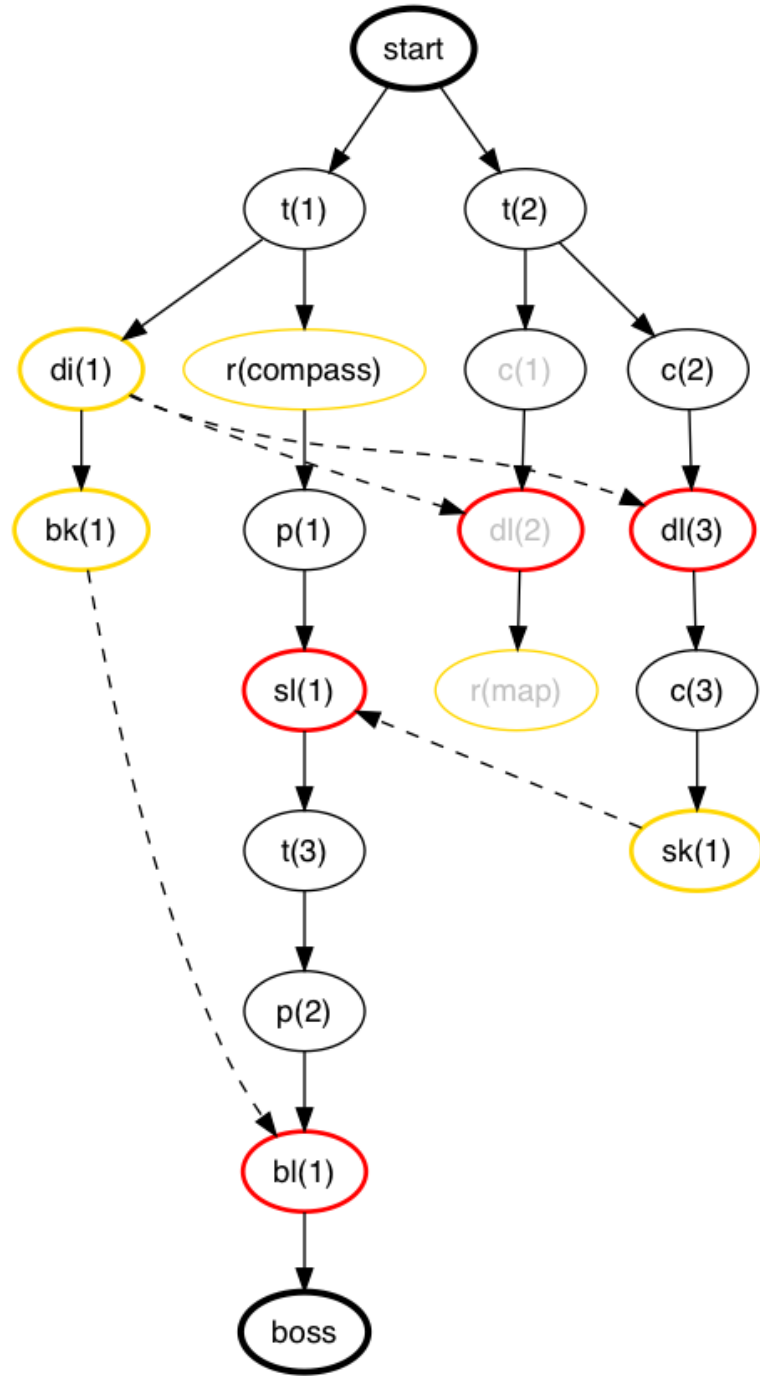 start
t(1)
t(2)
di(1)
r(compass)
c(1)
c(2)
bk(1)
p(1)
dl(2)
dl(3)
sl(1)
r(map)
c(3)
t(3)
sk(1)
p(2)
bl(1)
boss